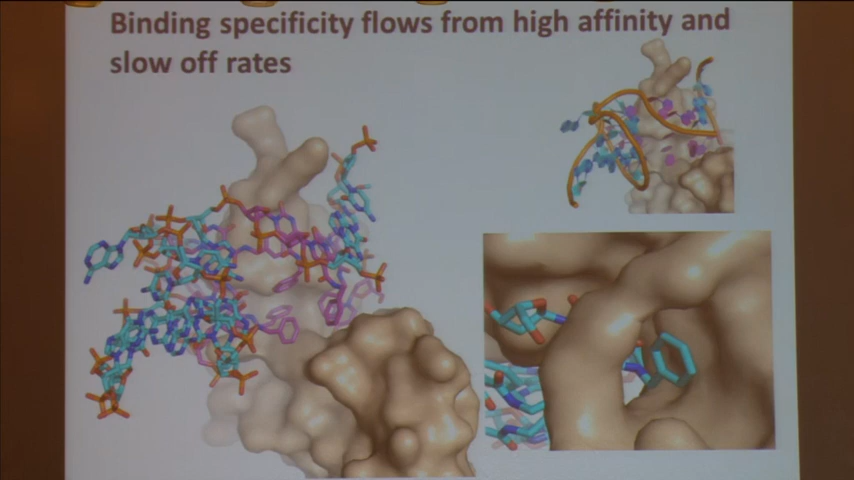 Binding specificity flows from high affinity and
slow off rates